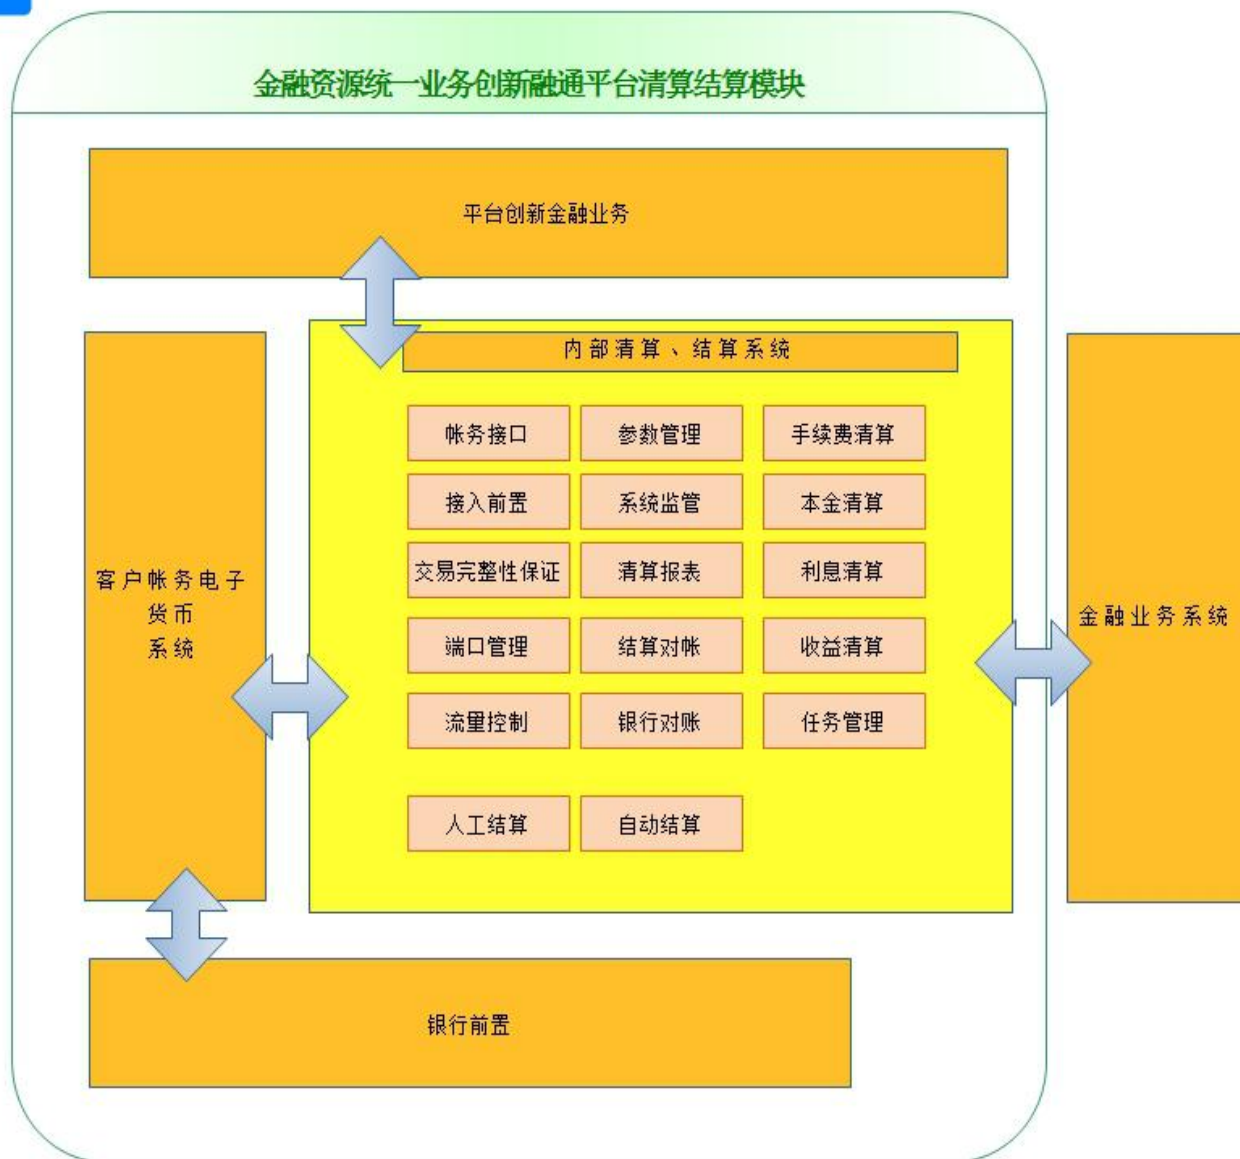 金融资源统一业务创新融通平台清算结算模块
平台创新金融业务
内部清算、结算系统
帐务接口 参数管理 手续费清算
接入前置 系统监管 本金清算
交易完整性保证 清算报表 利息清算
端口管理 结算对帐 收益清算
流量控制 银行对账 任务管理
人工结算 自动结算
客户帐务电子
货币
系统
金融业务系统
银行前置